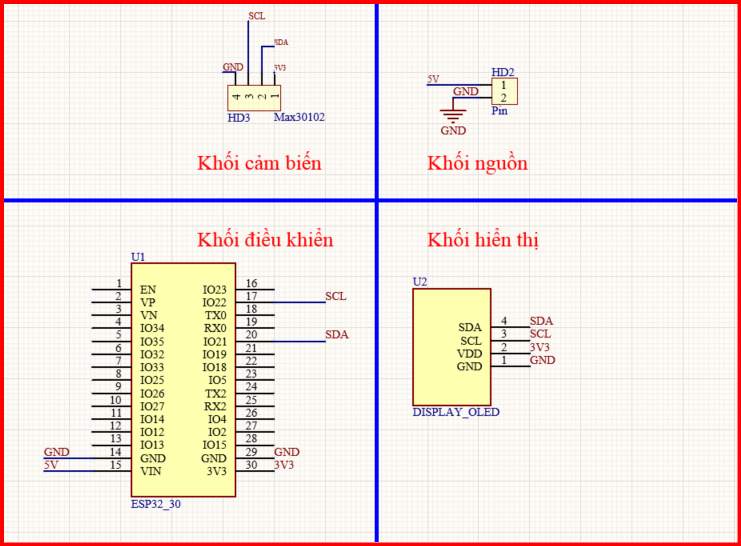 SCL
SDA
GND
3V3
4 3 2 1
HD3
Max30102
Khối cảm biến
HD2
5V
1
GND
2
Pin
GND
Khối nguồn
Khối điều khiển
U1
1 EN IO23 16
2 VP IO22 17 SCL
3 VN TX0 18
4 IO34 RX0 19
5 IO35 IO21 20 SDA
6 IO32 IO19 21
7 IO33 IO18 22
8 IO25 IO5 23
9 IO26 TX2 24
10 IO27 RX2 25
11 IO14 IO4 26
12 IO12 IO2 27
13 IO13 IO15 28
GND 14 GND GND 29 GND
5V 15 VIN 3V3 30 3V3
ESP32_30
Khối hiển thị
U2
SDA 4 SDA
SCL 3 SCL
VDD 2 3V3
GND 1 GND
DISPLAY_OLED